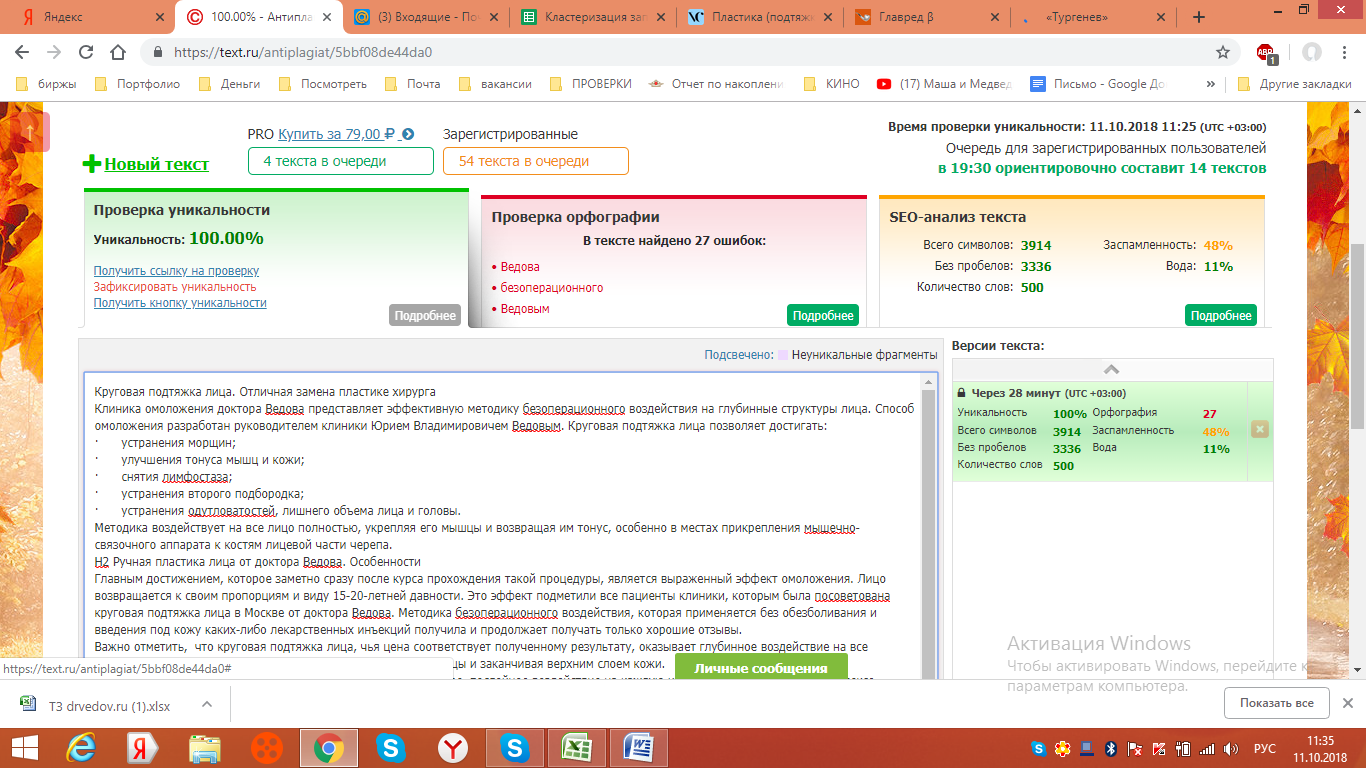 Яндекс
100.00% - Антипла
(3) Входящие - По
Кластеризация зап
Пластика (подтяжк
Главред β
«Тургенев»
https://text.ru/antiplagiat/5bbf08de44da0
ABP
1
биржы
Портфолио
Деньги
Посмотреть
Почта
вакансии
ПРОВЕРКИ
Отчет по накоплени
КИНО
(17) Маша и Медвед
Письмо - Google До
»
Другие закладки
PRO Купить за 79,00 ₽
Зарегистрированные
4 текста в очереди
54 текста в очереди
Новый текст
Время проверки уникальности: 11.10.2018 11:25 (UTC +03:00)
Очередь для зарегистрированных пользователей
в 19:30 ориентировочно составит 14 текстов
Проверка уникальности
Уникальность: 100.00%
Получить ссылку на проверку
Зафиксировать уникальность
Получить кнопку уникальности
Подробнее
Проверка орфографии
В тексте найдено 27 ошибок:
• Ведова
• безоперационного
• Ведовым
Подробнее
SEO-анализ текста
Всего символов: 3914
Заспамленность: 48%
Без пробелов: 3336
Вода: 11%
Количество слов: 500
Подробнее
Подсвечено: Неуникальные фрагменты
Круговая подтяжка лица. Отличная замена пластике хирурга
Клиника омоложения доктора Ведова представляет эффективную методику безоперационного воздействия на глубинные структуры лица. Способ
омоложения разработан руководителем клиники Юрием Владимировичем Ведовым. Круговая подтяжка лица позволяет достигать:
· устранения морщин;
· улучшения тонуса мышц и кожи;
· снятия лимфостаза;
· устранения второго подбородка;
· устранения одутловатостей, лишнего объема лица и головы.
Методика воздействует на все лицо полностью, укрепляя его мышцы и возвращая им тонус, особенно в местах прикрепления мышечно-
связочного аппарата к костям лицевой части черепа.
H2 Ручная пластика лица от доктора Ведова. Особенности
Главным достижением, которое заметно сразу после курса прохождения такой процедуры, является выраженный эффект омоложения. Лицо
возвращается к своим пропорциям и виду 15-20-летней давности. Это эффект подметили все пациенты клиники, которым была посоветована
круговая подтяжка лица в Москве от доктора Ведова. Методика безоперационного воздействия, которая применяется без обезболивания и
введения под кожу каких-либо лекарственных инъекций получила и продолжает получать только хорошие отзывы.
Важно отметить, что круговая подтяжка лица, чья цена соответствует полученному результату, оказывает глубинное воздействие на все
цы и заканчивая верхним слоем кожи.
Версии текста:
Через 28 минут (UTC +03:00)
Уникальность 100% Орфография 27
Всего символов 3914 Заспамленность 48%
Без пробелов 3336 Вода 11%
Количество слов 500
https://text.ru/antiplagiat/5bbf08de44da0#
Личные сообщения
Активация Windows
Чтобы активировать Windows, перейдите к
параметрам компьютера.
ТЗ drvedov.ru (1).xlsx
Показать все
РУС
11:35
11.10.2018